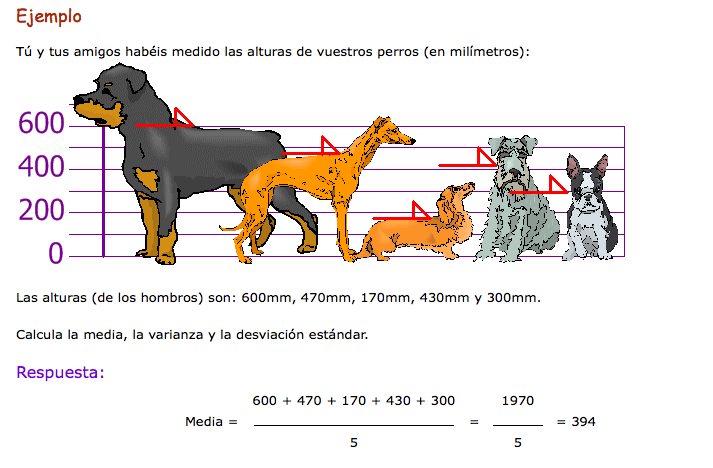 Ejemplo
Tú y tus amigos habéis medido las alturas de vuestros perros (en milímetros):
600
400
200
0
Las alturas (de los hombros) son: 600mm, 470mm, 170mm, 430mm y 300mm.
Calcula la media, la varianza y la desviación estándar.
Respuesta:
600 + 470 + 170 + 430 + 300 1970
Media = = = 394
5 5